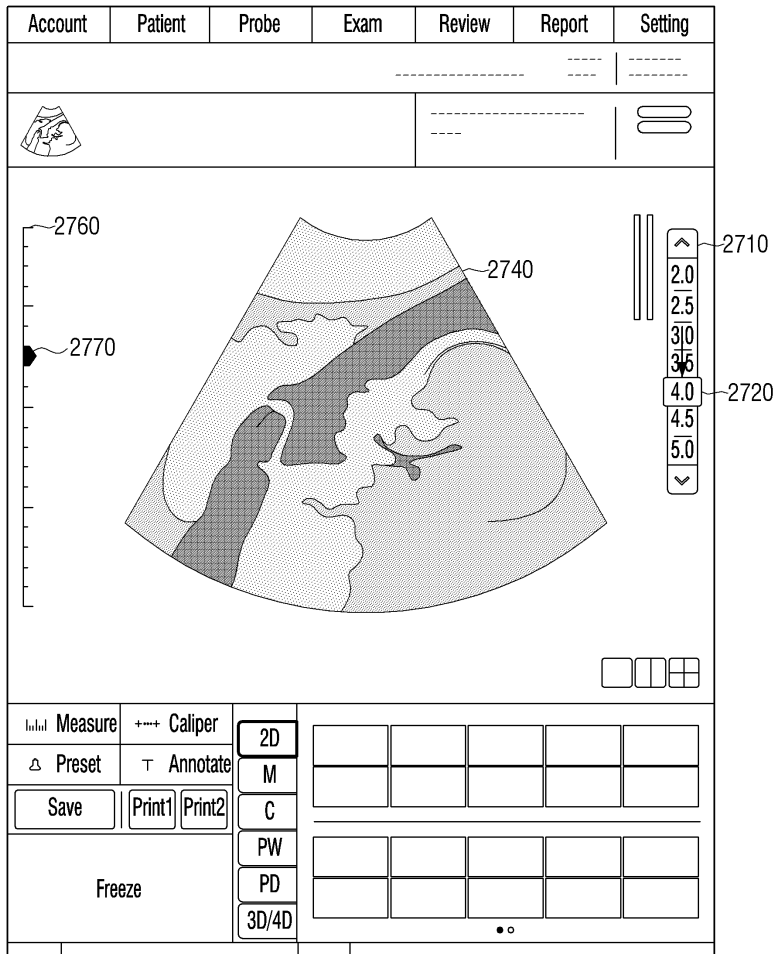 Account Patient Probe Exam Review Report Setting
2760
2710
2740
2.0
2.5
3.0
2770
3.5
4.0
2720
4.5
5.0
Measure Caliper
2D
Preset T Annotate
M
Save Print1 Print2
C
PW
PD
Freeze
3D/4D